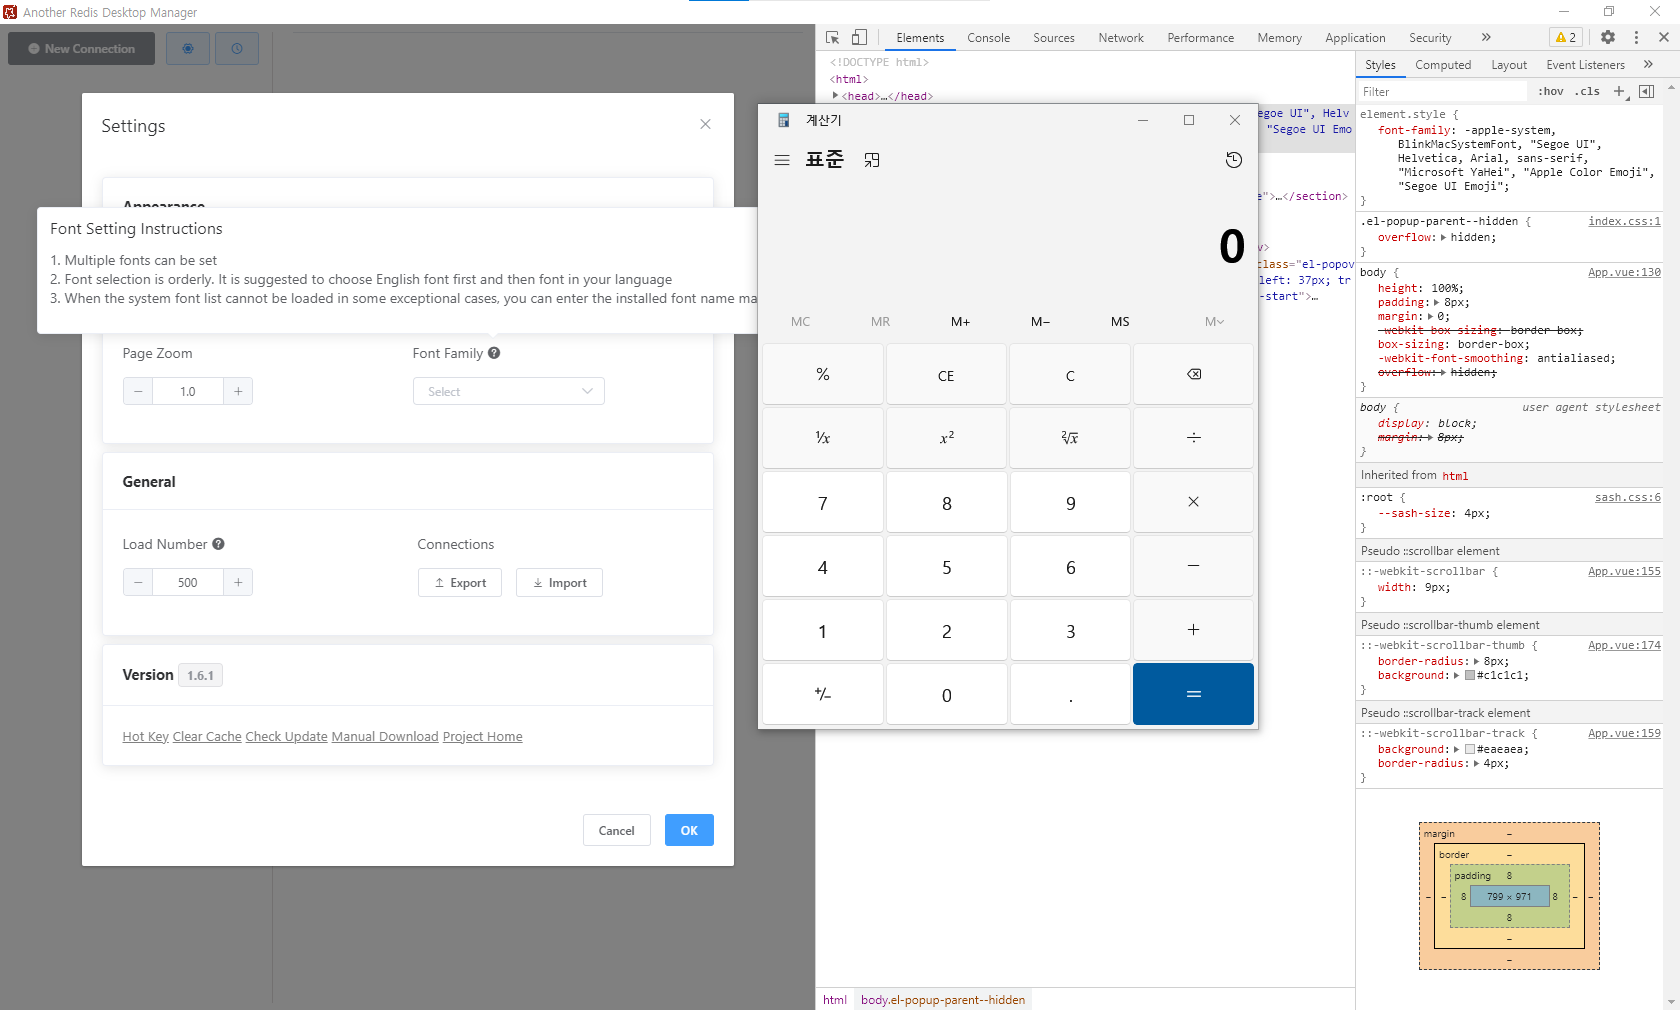 Another Redis Desktop Manager
New Connection
Settings
Appearance
Font Setting Instructions
1. Multiple fonts can be set
2. Font selection is orderly. It is suggested to choose English font first and then font in your language
3. When the system font list cannot be loaded in some exceptional cases, you can enter the installed font name ma
Page Zoom
Font Family
− 1.0 +
Select
General
Load Number
Connections
− 500 +
Export
Import
Version 1.6.1
Hot Key Clear Cache Check Update Manual Download Project Home
Cancel
OK
계산기
표준
0
MC MR M+ M− MS M
% CE C
1/x x² ²√x ÷
7 8 9 ×
4 5 6 −
1 2 3 +
+/− 0 . =
Elements Console Sources Network Performance Memory Application Security » 2
<!DOCTYPE html>
<html>
<head>…</head>
egoe UI", Helv
"Segoe UI Emo
e">…</section>
v>
class="el-popov
left: 37px; tr
-start">…
html body.el-popup-parent--hidden
Styles Computed Layout Event Listeners »
Filter :hov .cls +
element.style {
font-family: -apple-system,
BlinkMacSystemFont, "Segoe UI",
Helvetica, Arial, sans-serif,
"Microsoft YaHei", "Apple Color Emoji",
"Segoe UI Emoji";
}
.el-popup-parent--hidden { index.css:1
overflow: hidden;
}
body { App.vue:130
height: 100%;
padding: 8px;
margin: 0;
-webkit-box-sizing: border-box;
box-sizing: border-box;
-webkit-font-smoothing: antialiased;
overflow: hidden;
}
body { user agent stylesheet
display: block;
margin: 8px;
}
Inherited from html
:root { sash.css:6
--sash-size: 4px;
}
Pseudo ::scrollbar element
::-webkit-scrollbar { App.vue:155
width: 9px;
}
Pseudo ::scrollbar-thumb element
::-webkit-scrollbar-thumb { App.vue:174
border-radius: 8px;
background: #c1c1c1;
}
Pseudo ::scrollbar-track element
::-webkit-scrollbar-track { App.vue:159
background: #eaeaea;
border-radius: 4px;
}
margin –
border –
padding 8
– – 8 799 × 971 8 – –
8
–
–